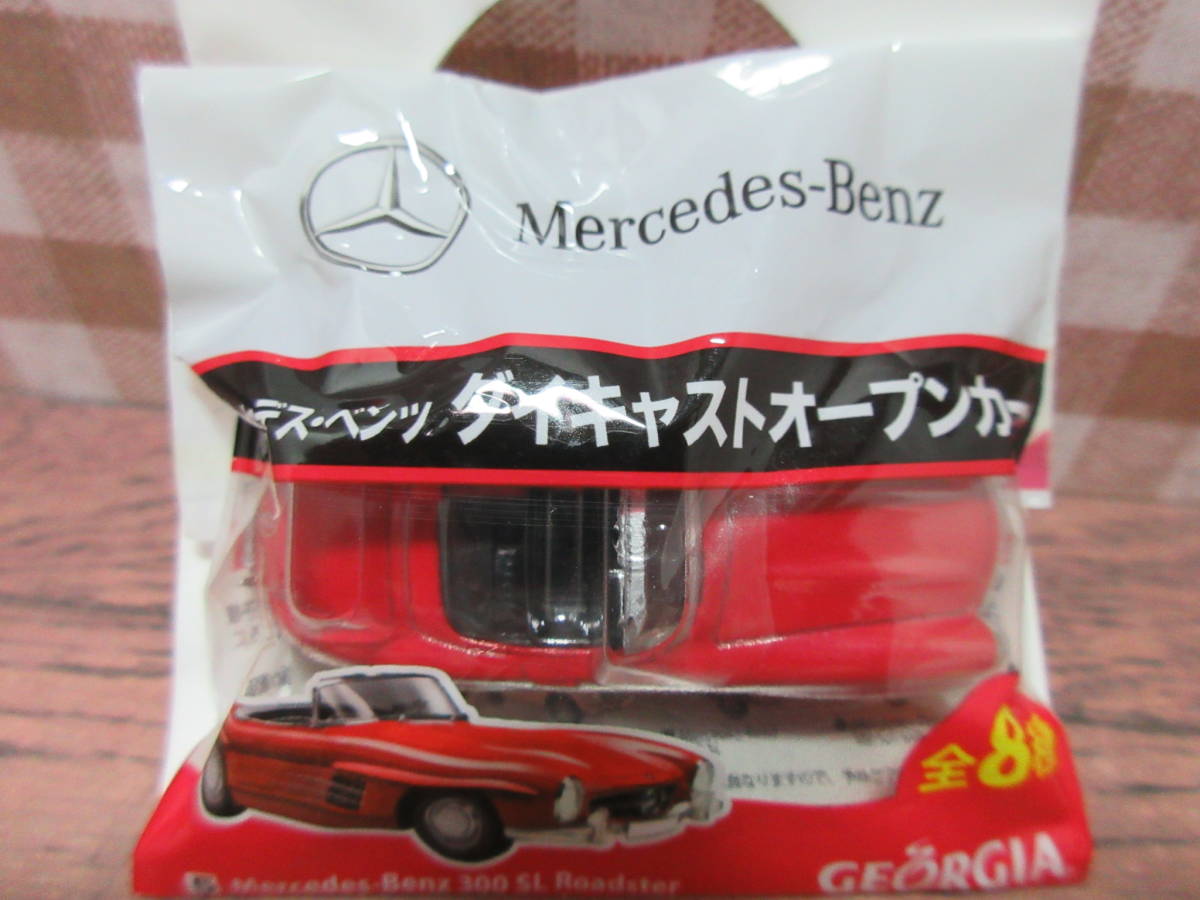 Mercedes-Benz
デス・ベンツ ダイキャストオープンカー
全8種
Mercedes-Benz 300 SL Roadster
GEORGIA